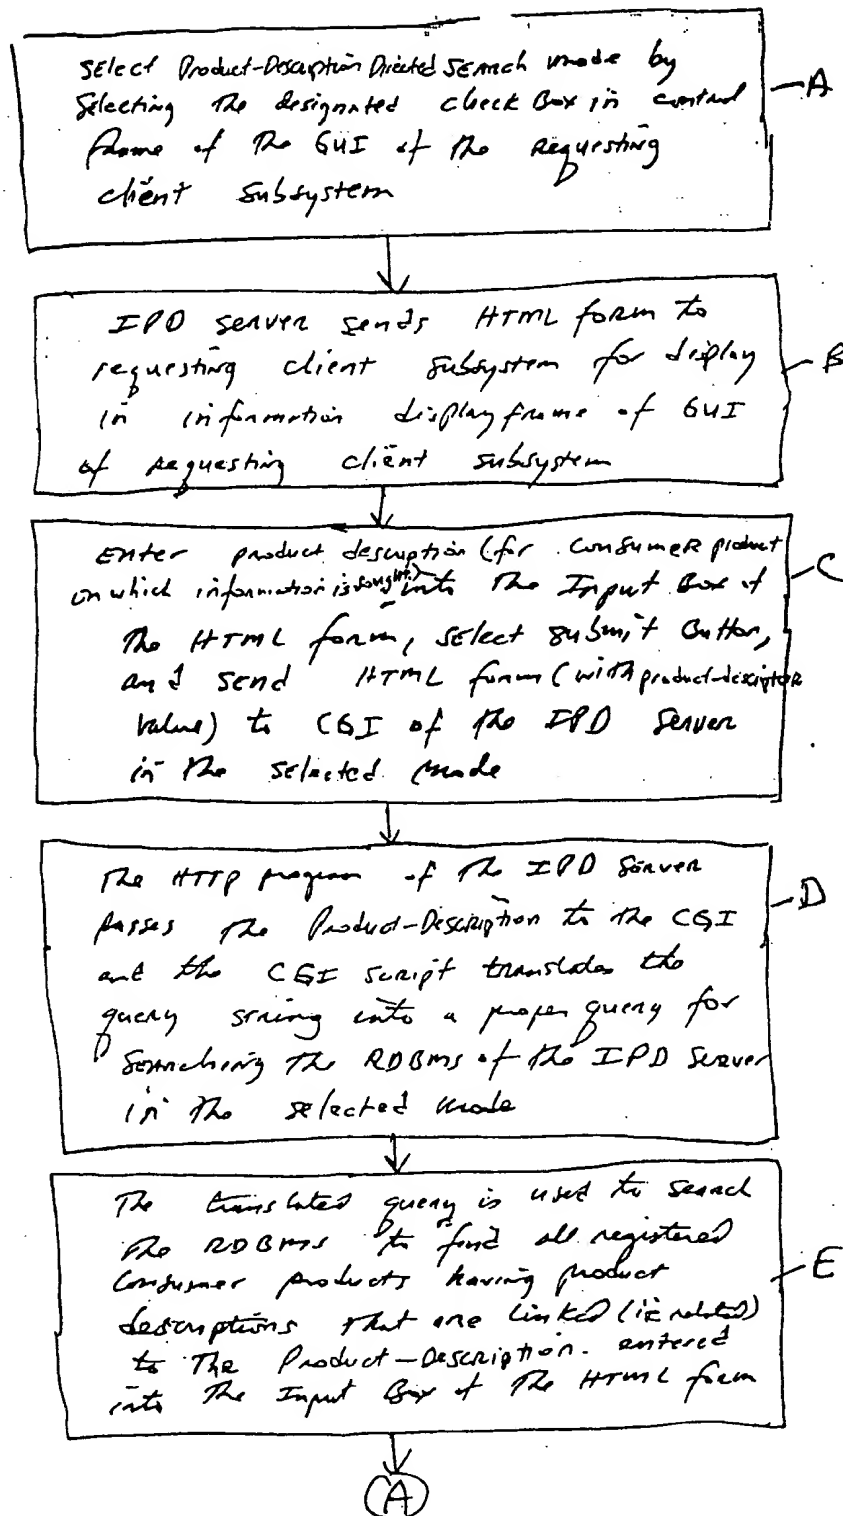 Select Product-Description Directed Search mode by
Selecting the designated check Box in control
frame of the GUI of the requesting
client subsystem
A
IPD server sends HTML form to
requesting client subsystem for display
in information display frame of GUI
of requesting client subsystem
B
Enter product description (for consumer product
on which information is sought) into the Input Box of
the HTML form, select submit Button,
and send HTML form (with product-descriptor
value) to CGI of the IPD server
in the selected mode
C
The HTTP program of the IPD server
passes the Product-Description to the CGI
and the CGI script translates the
query string into a proper query for
searching the RDBMS of the IPD server
in the selected mode
D
The translated query is used to search
the RDBMS to find all registered
consumer products having product
descriptions that are linked (ie related)
to the Product-Description entered
into the Input Box of the HTML form
E
A